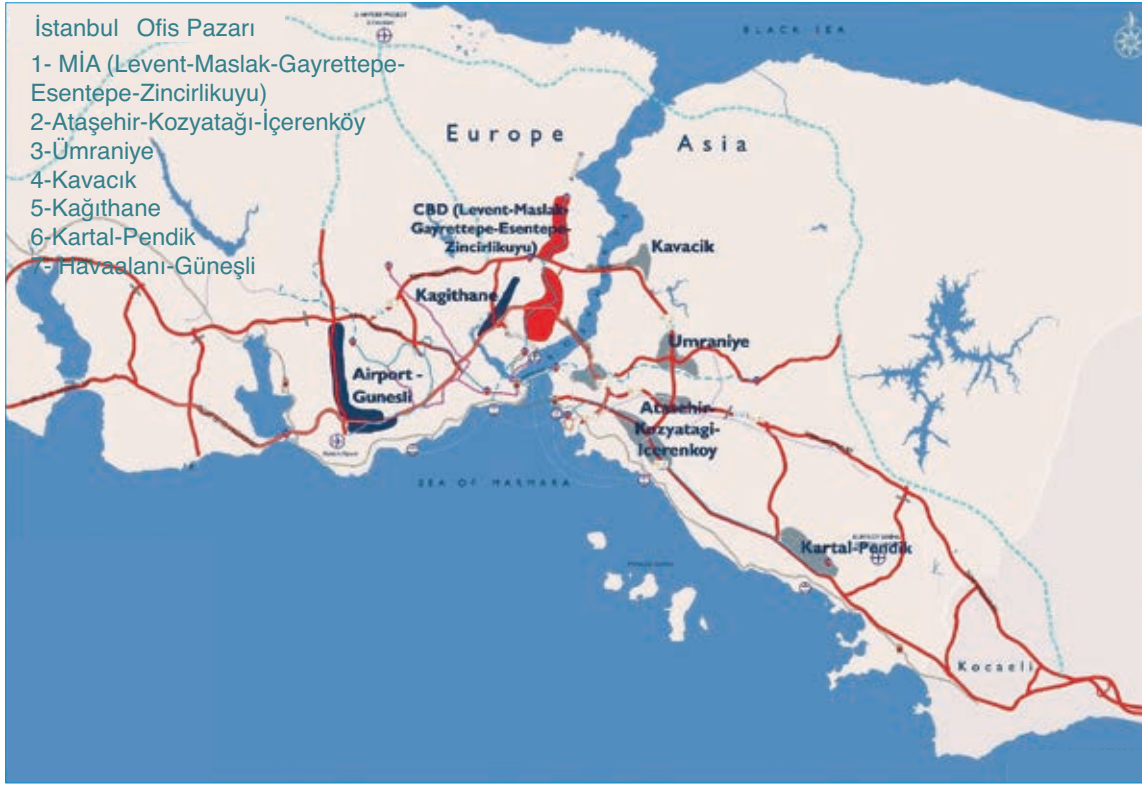 İstanbul Ofis Pazarı
1- MİA (Levent-Maslak-Gayrettepe-
Esentepe-Zincirlikuyu)
2-Ataşehir-Kozyatağı-İçerenköy
3-Ümraniye
4-Kavacık
5-Kağıthane
6-Kartal-Pendik
7- Havaalanı-Güneşli
BLACK SEA
Europe
Asia
CBD (Levent-Maslak-
Gayrettepe-Esentepe-
Zincirlikuyu)
Kavacik
Kagithane
Umraniye
Airport -
Gunesli
Ataşehir-
Kozyatagi-
Icerenkoy
SEA OF MARMARA
Kartal-Pendik
Kocaeli